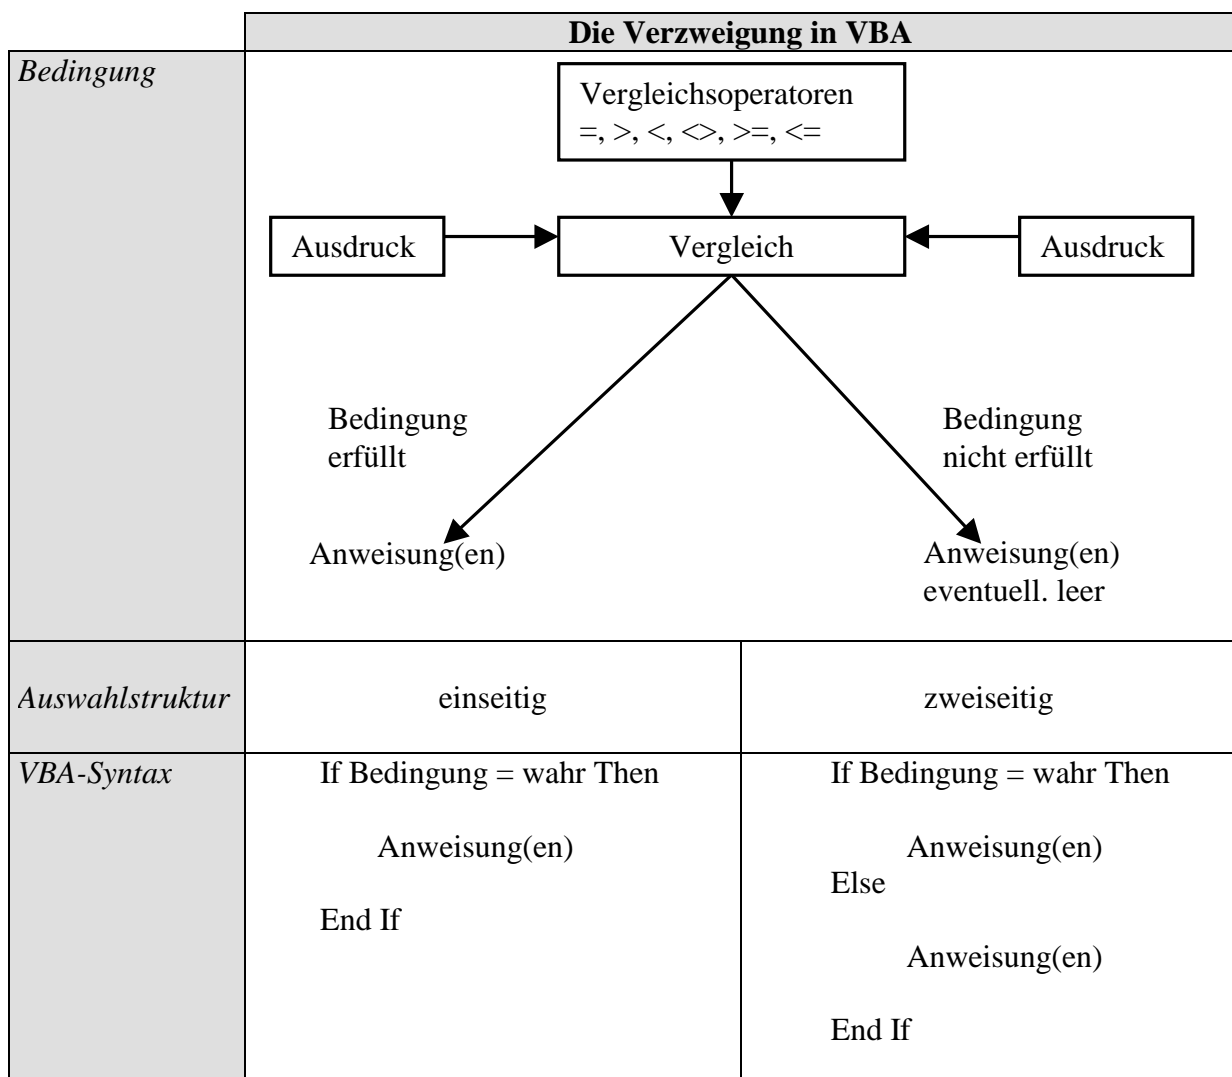 Die Verzweigung in VBA
Bedingung
Vergleichsoperatoren
=, >, <, <>, >=, <=
Ausdruck
Vergleich
Ausdruck
Bedingung
erfüllt
Bedingung
nicht erfüllt
Anweisung(en)
Anweisung(en)
eventuell. leer
Auswahlstruktur
einseitig
zweiseitig
VBA-Syntax
If Bedingung = wahr Then
Anweisung(en)
End If
If Bedingung = wahr Then
Anweisung(en)
Else
Anweisung(en)
End If